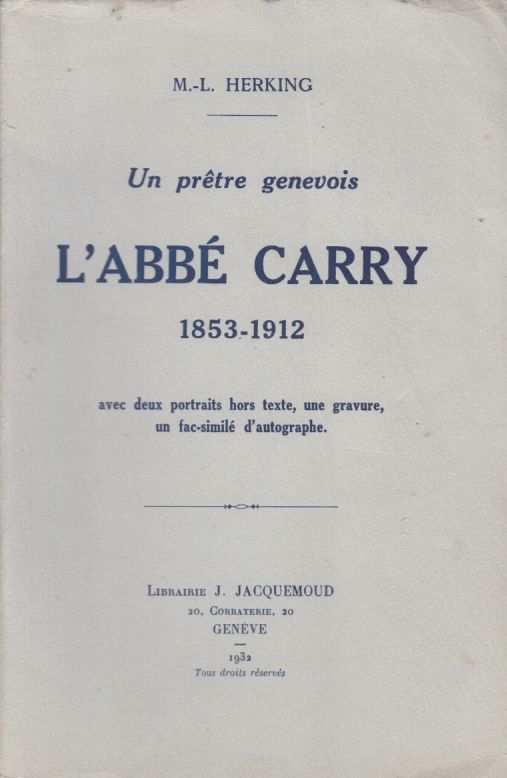 M.-L. HERKING
Un prêtre genevois
L'ABBÉ CARRY
1853-1912
avec deux portraits hors texte, une gravure,
un fac-similé d'autographe.
LIBRAIRIE J. JACQUEMOUD
20, CORRATERIE, 20
GENÈVE
1932
Tous droits réservés